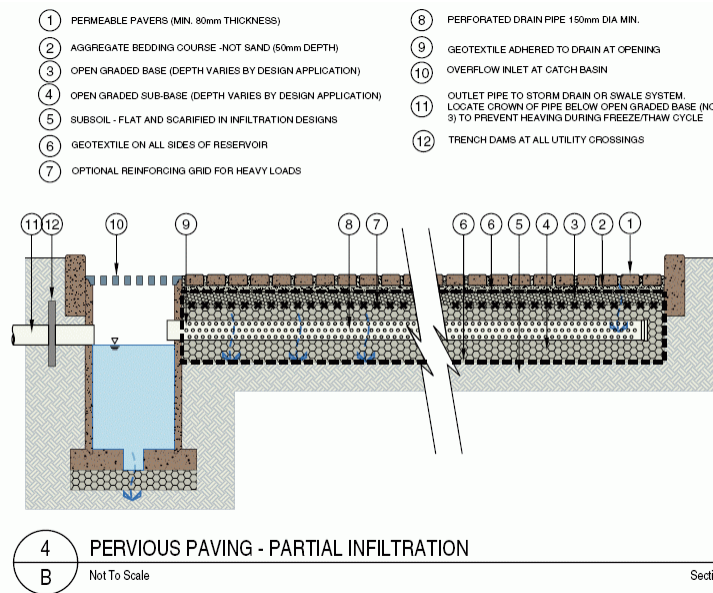 1 PERMEABLE PAVERS (MIN. 80mm THICKNESS)
2 AGGREGATE BEDDING COURSE -NOT SAND (50mm DEPTH)
3 OPEN GRADED BASE (DEPTH VARIES BY DESIGN APPLICATION)
4 OPEN GRADED SUB-BASE (DEPTH VARIES BY DESIGN APPLICATION)
5 SUBSOIL - FLAT AND SCARIFIED IN INFILTRATION DESIGNS
6 GEOTEXTILE ON ALL SIDES OF RESERVOIR
7 OPTIONAL REINFORCING GRID FOR HEAVY LOADS
8 PERFORATED DRAIN PIPE 150mm DIA MIN.
9 GEOTEXTILE ADHERED TO DRAIN AT OPENING
10 OVERFLOW INLET AT CATCH BASIN
11 OUTLET PIPE TO STORM DRAIN OR SWALE SYSTEM.
LOCATE CROWN OF PIPE BELOW OPEN GRADED BASE (NO
3) TO PREVENT HEAVING DURING FREEZE/THAW CYCLE
12 TRENCH DAMS AT ALL UTILITY CROSSINGS
11 12 10 9 8 7 6 6 5 4 3 2 1
4 PERVIOUS PAVING - PARTIAL INFILTRATION
B Not To Scale Secti